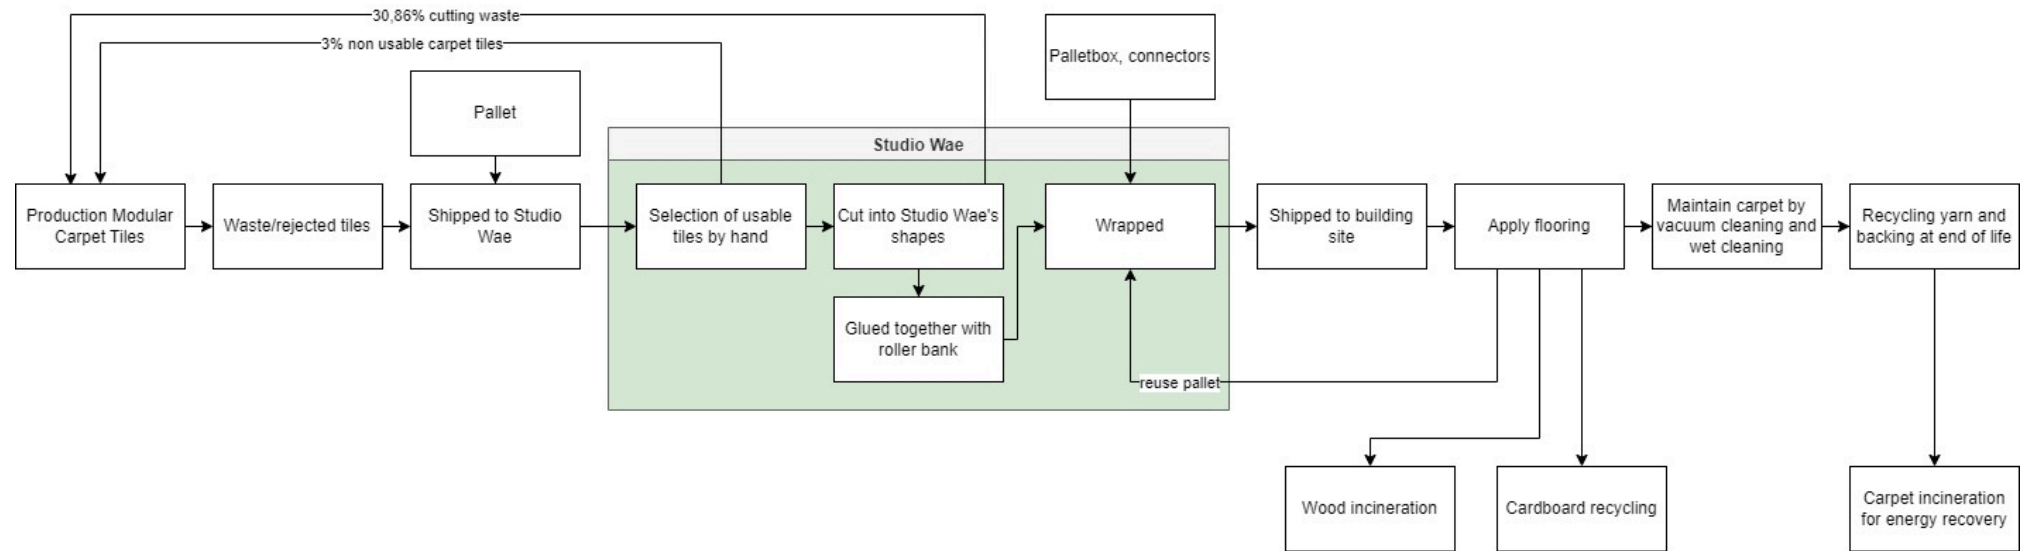 30,86% cutting waste
3% non usable carpet tiles
Palletbox, connectors
Pallet
Studio Wae
Production Modular
Carpet Tiles
Waste/rejected tiles
Shipped to Studio
Wae
Selection of usable
tiles by hand
Cut into Studio Wae's
shapes
Wrapped
Shipped to building
site
Apply flooring
Maintain carpet by
vacuum cleaning and
wet cleaning
Recycling yarn and
backing at end of life
Glued together with
roller bank
reuse pallet
Wood incineration
Cardboard recycling
Carpet incineration
for energy recovery